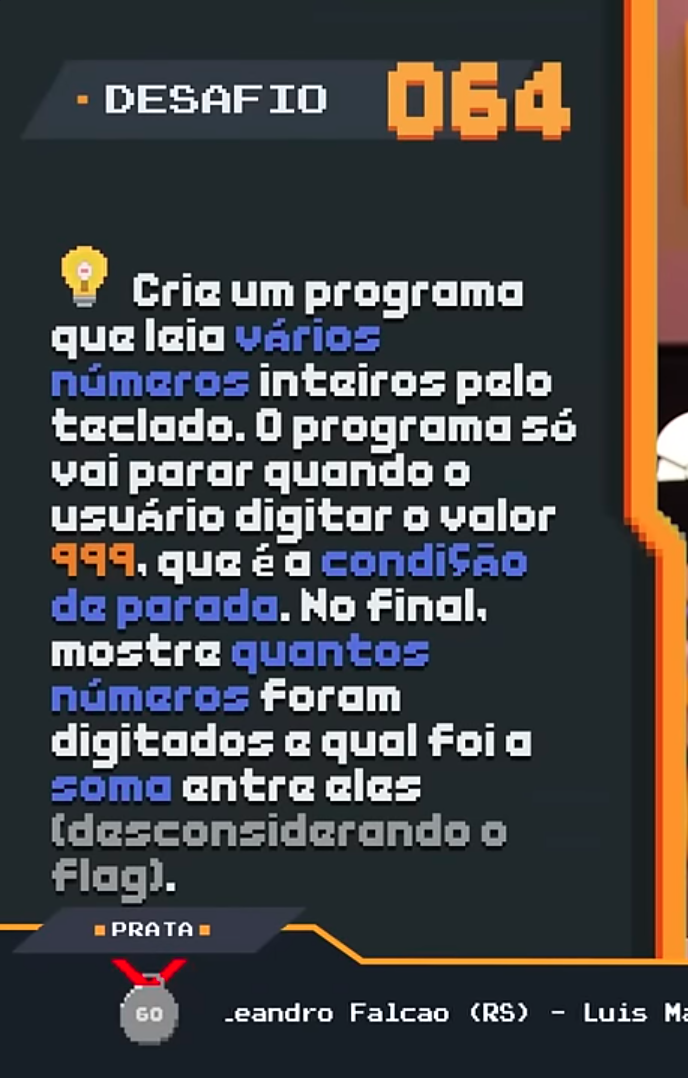 DESAFIO 064
Crie um programa
que leia vários
números inteiros pelo
teclado. O programa só
vai parar quando o
usuário digitar o valor
999, que é a condição
de parada. No final,
mostre quantos
números foram
digitados e qual foi a
soma entre eles
(desconsiderando o
flag).
PRATA
GO
eandro Falcao (RS) - Luis Ma